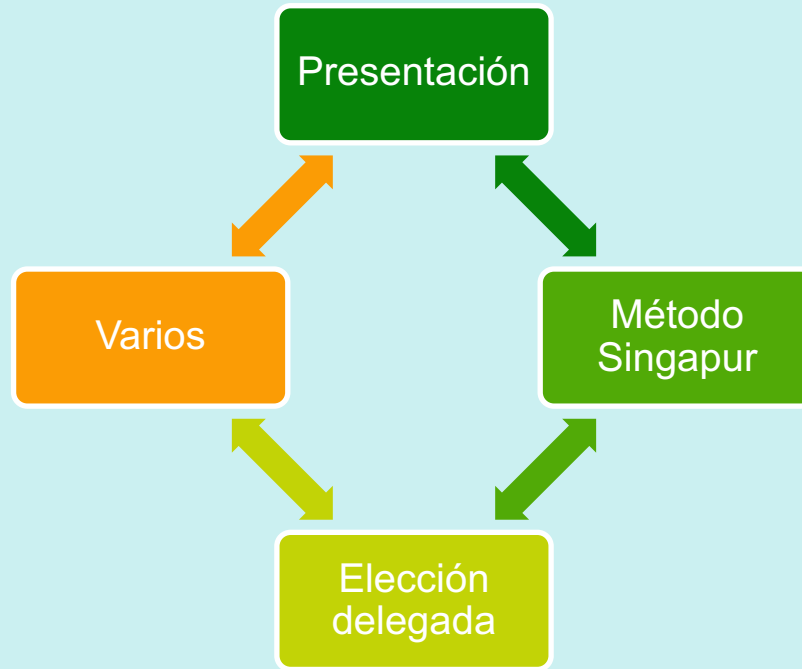 Presentación
Varios
Método
Singapur
Elección
delegada